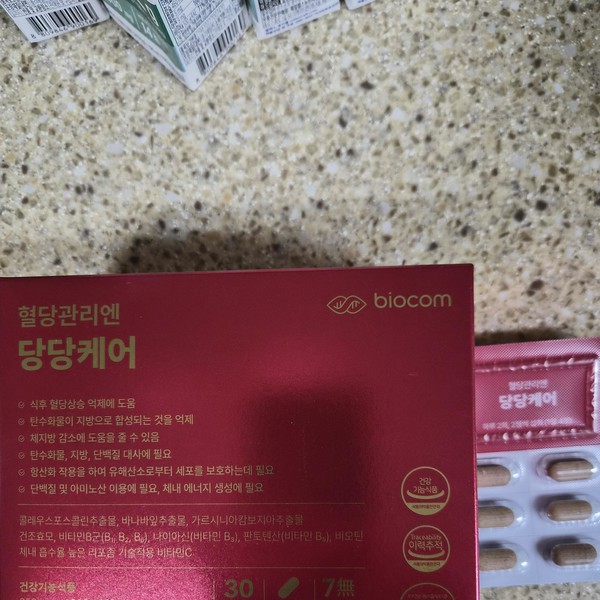 혈당관리엔
당당케어
biocom
식후 혈당상승 억제에 도움
탄수화물이 지방으로 합성되는 것을 억제
체지방 감소에 도움을 줄 수 있음
탄수화물, 지방, 단백질 대사에 필요
항산화 작용을 하여 유해산소로부터 세포를 보호하는데 필요
단백질 및 아미노산 이용에 필요, 체내 에너지 생성에 필요
콜레우스포스콜린추출물, 바나바잎추출물, 가르시니아캄보지아추출물
건조효모, 비타민B군(B₁, B₂, B₆), 나이아신(비타민 B₃), 판토텐산(비타민 B₅), 비오틴
체내 흡수율 높은 리포좀 기술적용 비타민C
건강기능식품
30
7無
건강
기능식품
Traceability
이력추적
혈당관리엔
당당케어